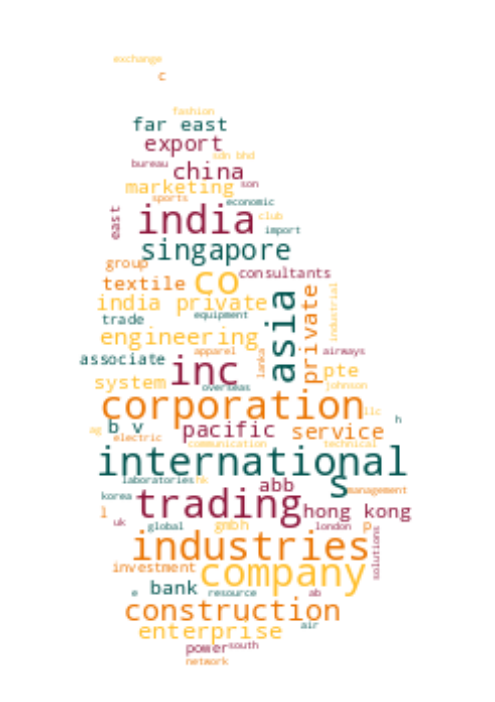 exchange
c
fashion
far east
export
sdn bhd
bureau
china
marketing son
sports
economic
east
india club
import
singapore
group
consultants
textile co
india private
industrial
trade
equipment
asia
private
engineering
apparel
lanka
airways
associate
inc
pte
system
overseas
johnson
corporation llc
ag b v
pacific service
h
electric
communication
technical
international
laboratories hk
abb s management
korea
trading hong kong
l
uk
global
gmbh
london p
solutions
industries
investment company
e bank resource
ab
construction
enterprise air
power south
network